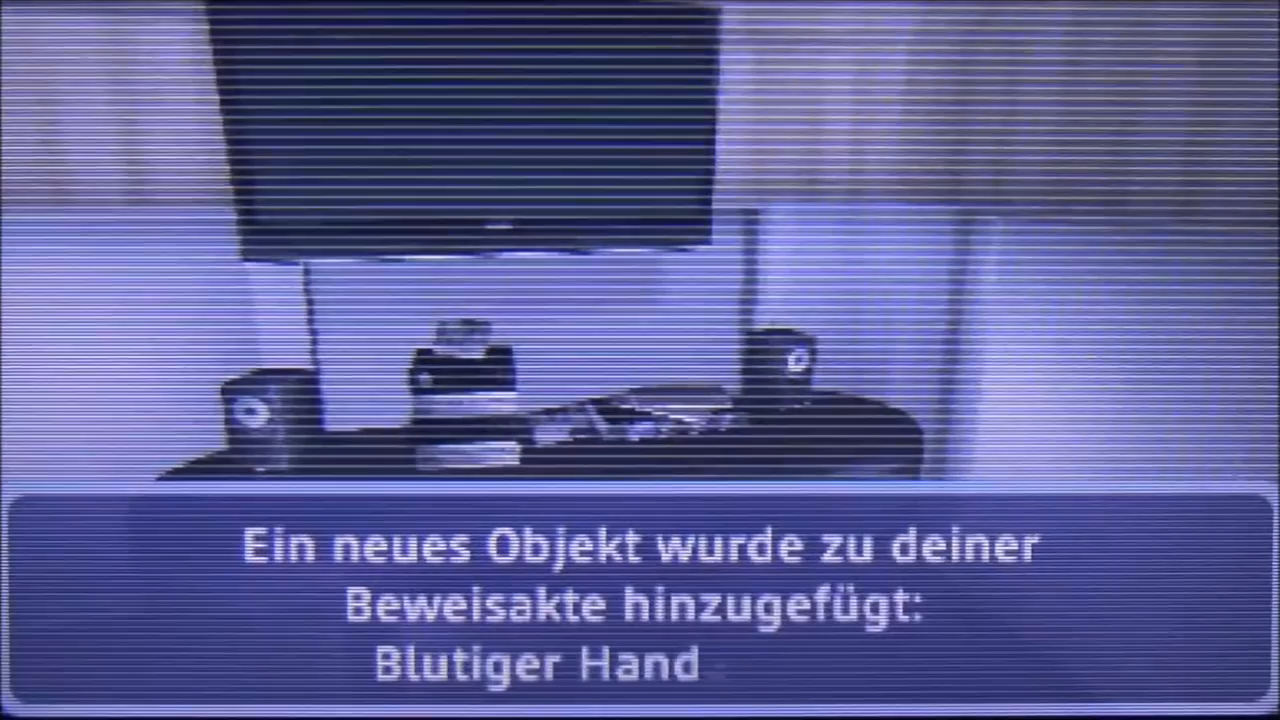 Ein neues Objekt wurde zu deiner
Beweisakte hinzugefügt:
Blutiger Hand